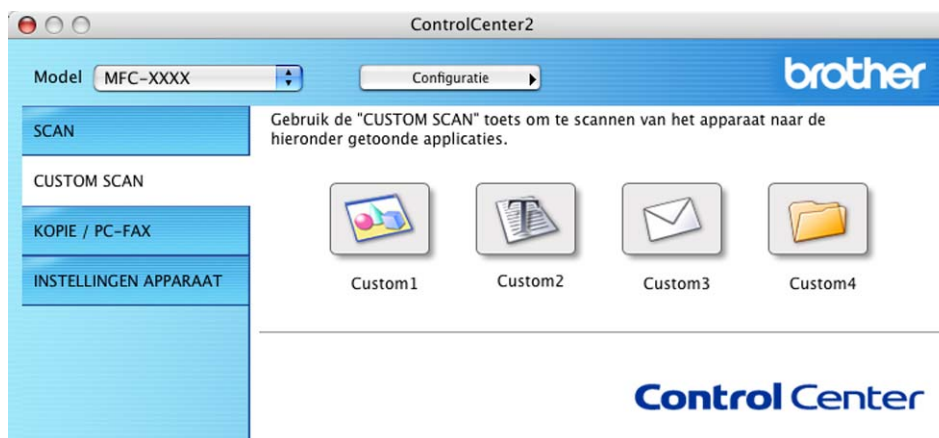 ControlCenter2
Model MFC-XXXX Configuratie brother
SCAN
CUSTOM SCAN
KOPIE / PC-FAX
INSTELLINGEN APPARAAT
Gebruik de "CUSTOM SCAN" toets om te scannen van het apparaat naar de
hieronder getoonde applicaties.
Custom1 Custom2 Custom3 Custom4
Control Center